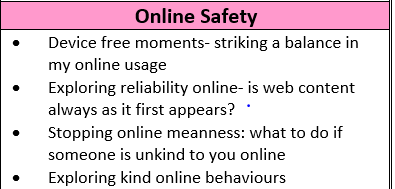 Online Safety
• Device free moments- striking a balance in
my online usage
• Exploring reliability online- is web content
always as it first appears?
• Stopping online meanness: what to do if
someone is unkind to you online
• Exploring kind online behaviours